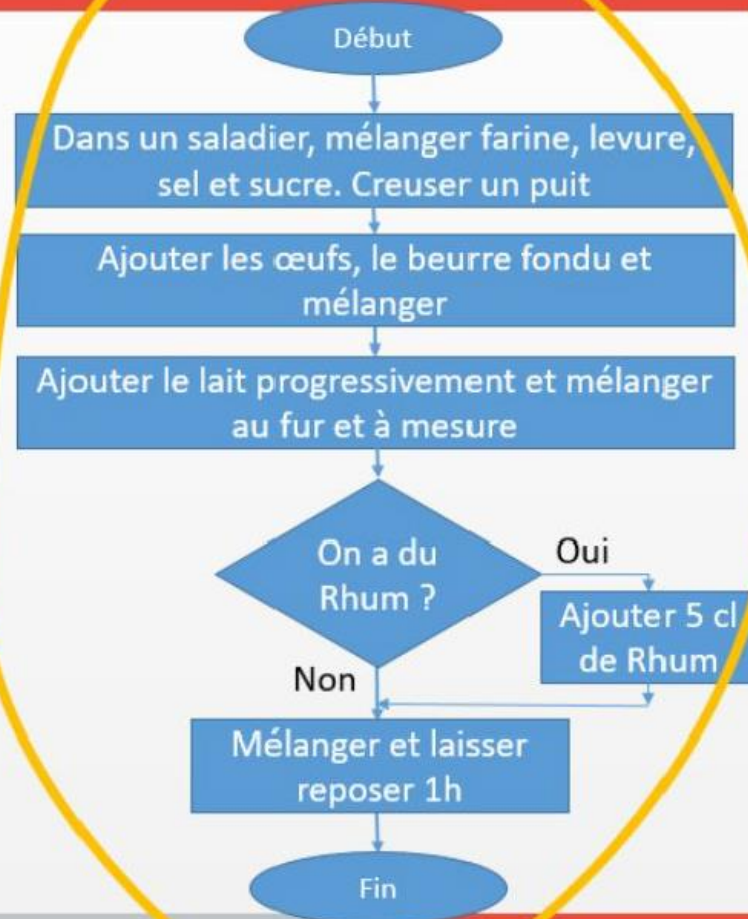 Début
Dans un saladier, mélanger farine, levure,
sel et sucre. Creuser un puit
Ajouter les œufs, le beurre fondu et
mélanger
Ajouter le lait progressivement et mélanger
au fur et à mesure
On a du
Rhum ?
Oui
Ajouter 5 cl
de Rhum
Non
Mélanger et laisser
reposer 1h
Fin